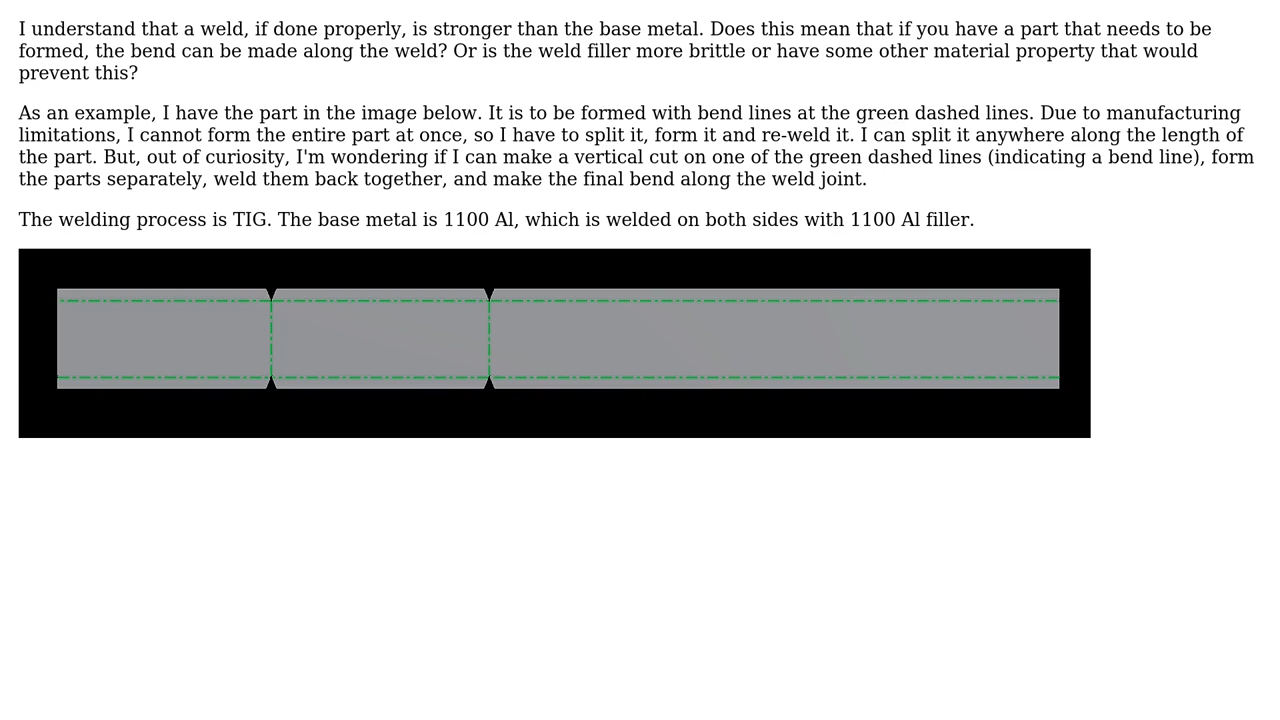 I understand that a weld, if done properly, is stronger than the base metal. Does this mean that if you have a part that needs to be
formed, the bend can be made along the weld? Or is the weld filler more brittle or have some other material property that would
prevent this?
As an example, I have the part in the image below. It is to be formed with bend lines at the green dashed lines. Due to manufacturing
limitations, I cannot form the entire part at once, so I have to split it, form it and re-weld it. I can split it anywhere along the length of
the part. But, out of curiosity, I'm wondering if I can make a vertical cut on one of the green dashed lines (indicating a bend line), form
the parts separately, weld them back together, and make the final bend along the weld joint.
The welding process is TIG. The base metal is 1100 Al, which is welded on both sides with 1100 Al filler.